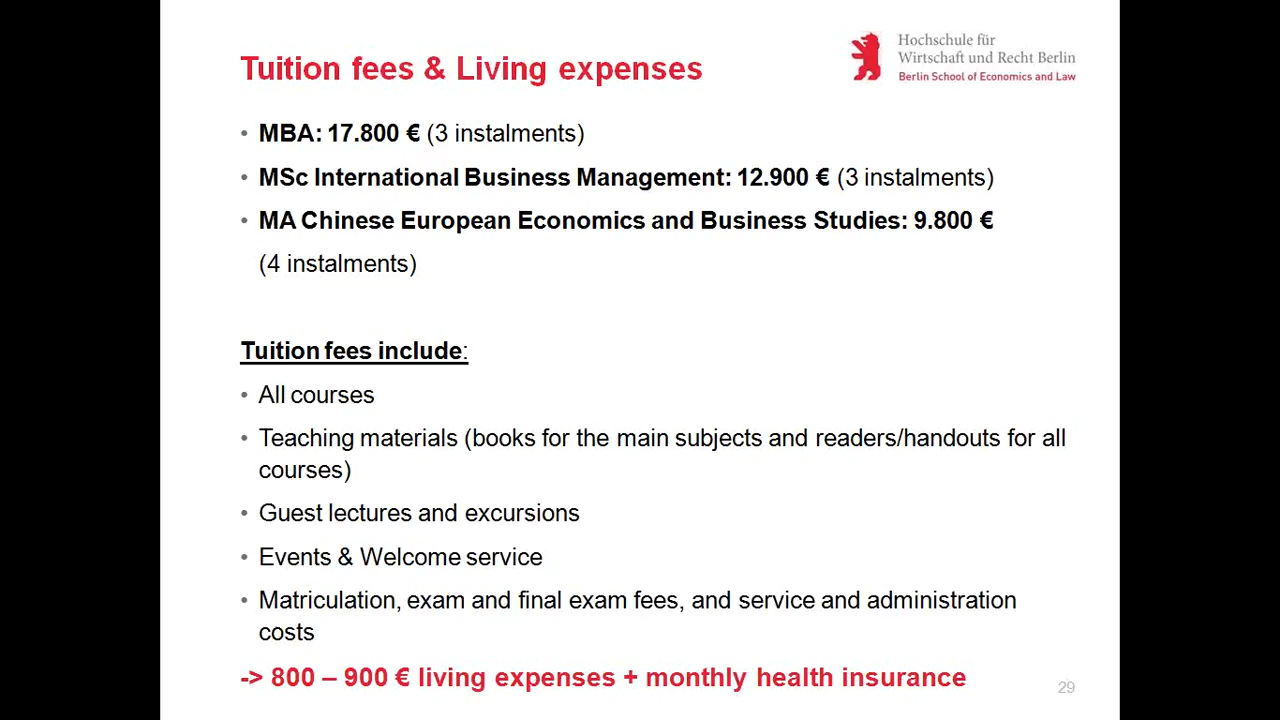 Tuition fees & Living expenses
Hochschule für
Wirtschaft und Recht Berlin
Berlin School of Economics and Law
• MBA: 17.800 € (3 instalments)
• MSc International Business Management: 12.900 € (3 instalments)
• MA Chinese European Economics and Business Studies: 9.800 €
(4 instalments)
Tuition fees include:
• All courses
• Teaching materials (books for the main subjects and readers/handouts for all
courses)
• Guest lectures and excursions
• Events & Welcome service
• Matriculation, exam and final exam fees, and service and administration
costs
-> 800 – 900 € living expenses + monthly health insurance
29